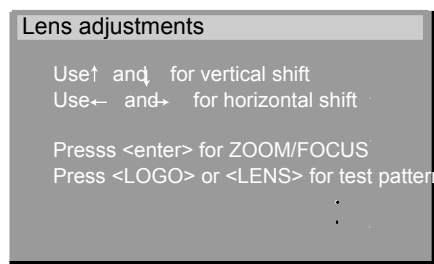 Lens adjustments
Use↑ and↓ for vertical shift
Use← and→ for horizontal shift
Presss <enter> for ZOOM/FOCUS
Press <LOGO> or <LENS> for test patter